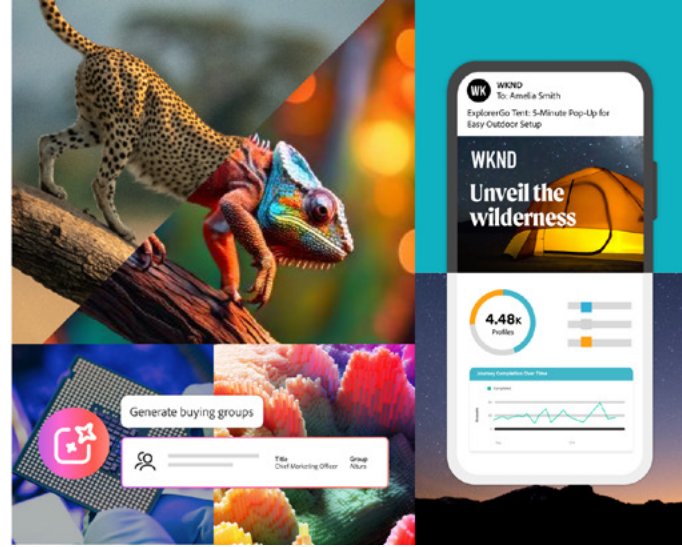 WK
WKND
To: Amelia Smith
ExplorerGo Tent: 5-Minute Pop-Up for
Easy Outdoor Setup
WKND
Unveil the
wilderness
4.48K
Profiles
Journey Completion Over Time
Generate buying groups
Title
Chief Marketing Officer
Group